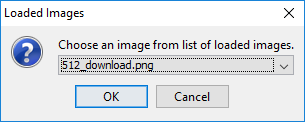 Loaded Images
Choose an image from list of loaded images.
512_download.png
OK
Cancel